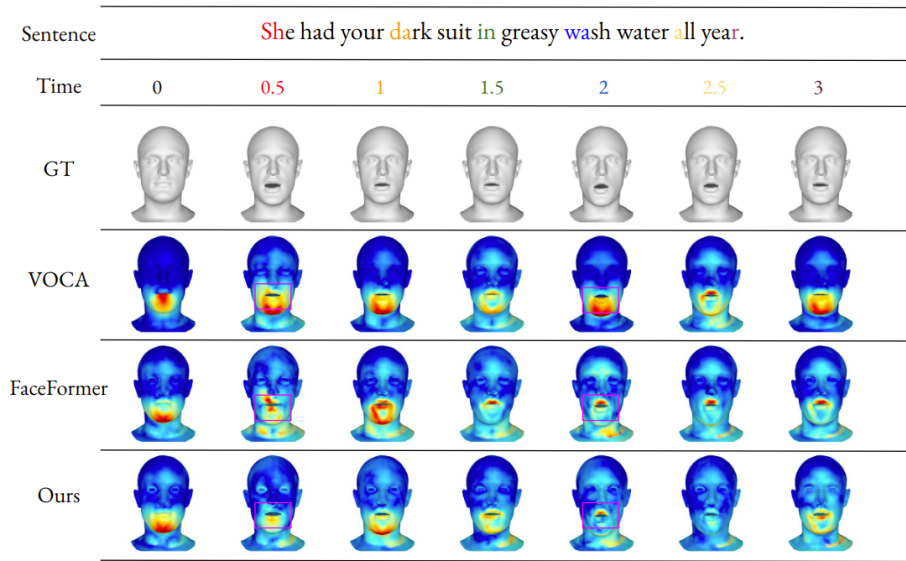 Sentence She had your dark suit in greasy wash water all year.
Time 0 0.5 1 1.5 2 2.5 3
GT
VOCA
FaceFormer
Ours